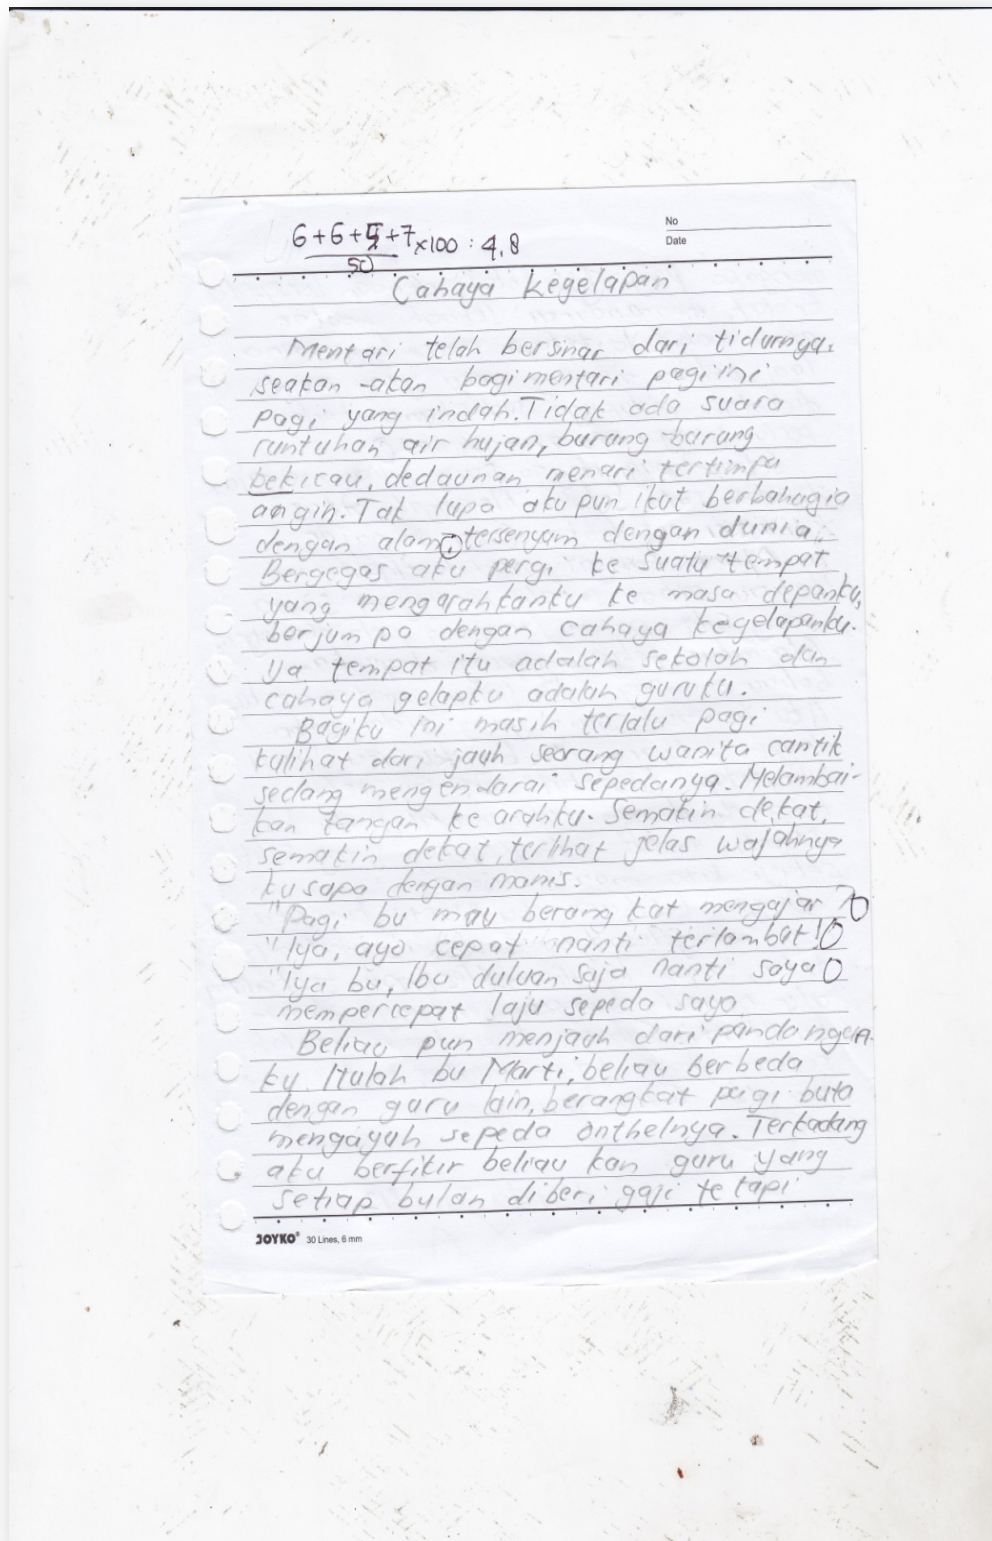 6+6+5+7 x100 : 4,8
50
No
Date
Cahaya kegelapan
Mentari telah bersinar dari tidurnya.
seakan-akan bagi mentari pagi ini
pagi yang indah. Tidak ada suara
runtuhan air hujan, burung-burung
bekicau, dedaunan menari tertimpa
angin. Tak lupa aku pun ikut berbahagia
dengan alam, tersenyum dengan dunia,
Bergegas aku pergi ke suatu tempat
yang mengarahkanku ke masa depanku,
berjumpa dengan cahaya kegelapanku.
Ya tempat itu adalah sekolah dan
cahaya gelapku adalah guruku.
Bagiku ini masih terlalu pagi
kulihat dari jauh seorang wanita cantik
sedang mengendarai sepedanya. Melambai-
kan tangan ke arahku. Semakin dekat,
semakin dekat, terlihat jelas wajahnya
ku sapa dengan manis.
"Pagi bu mau berangkat mengajar ?
"Iya, ayo cepat nanti terlambat!
"Iya bu, Ibu duluan saja nanti saya
mempercepat laju sepeda saya
Beliau pun menjauh dari pandangan
ku Itulah bu Marti, beliau berbeda
dengan guru lain, berangkat pagi buta
mengayuh sepeda onthelnya. Terkadang
aku berfikir beliau kan guru yang
setiap bulan diberi gaji tetapi
JOYKO® 30 Lines, 6 mm